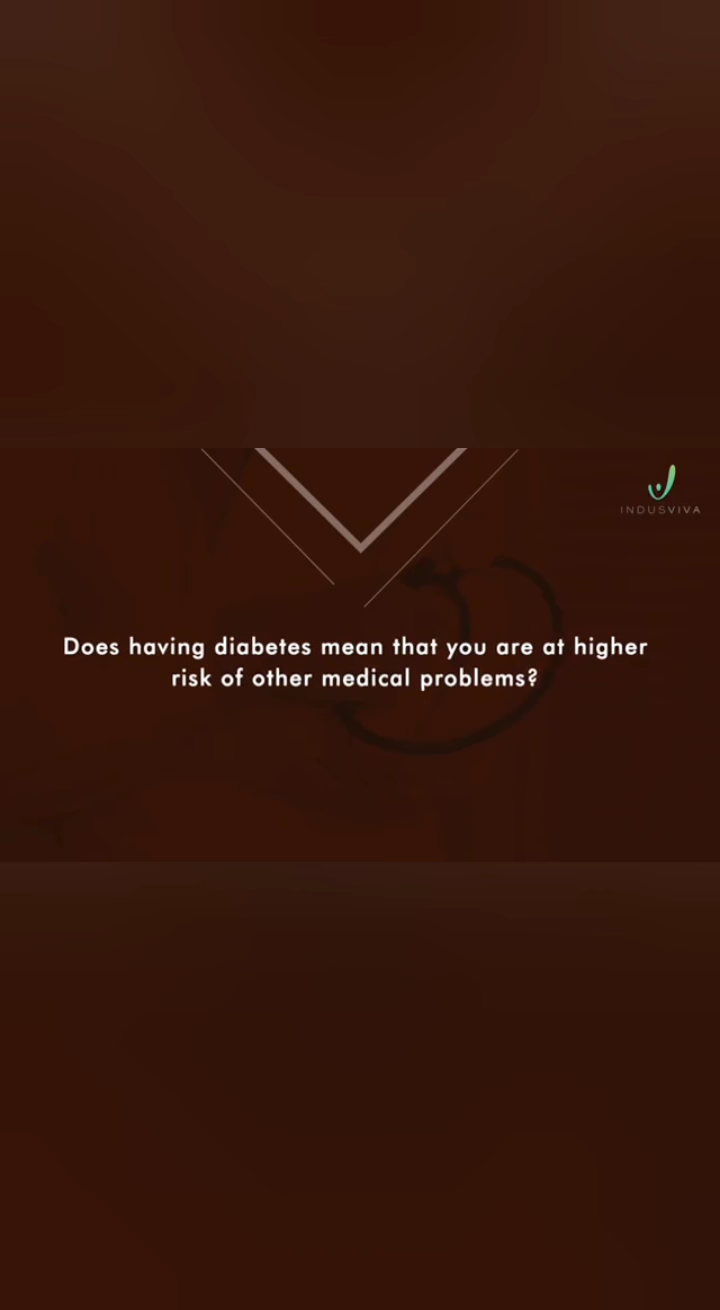 INDUSVIVA
Does having diabetes mean that you are at higher
risk of other medical problems?